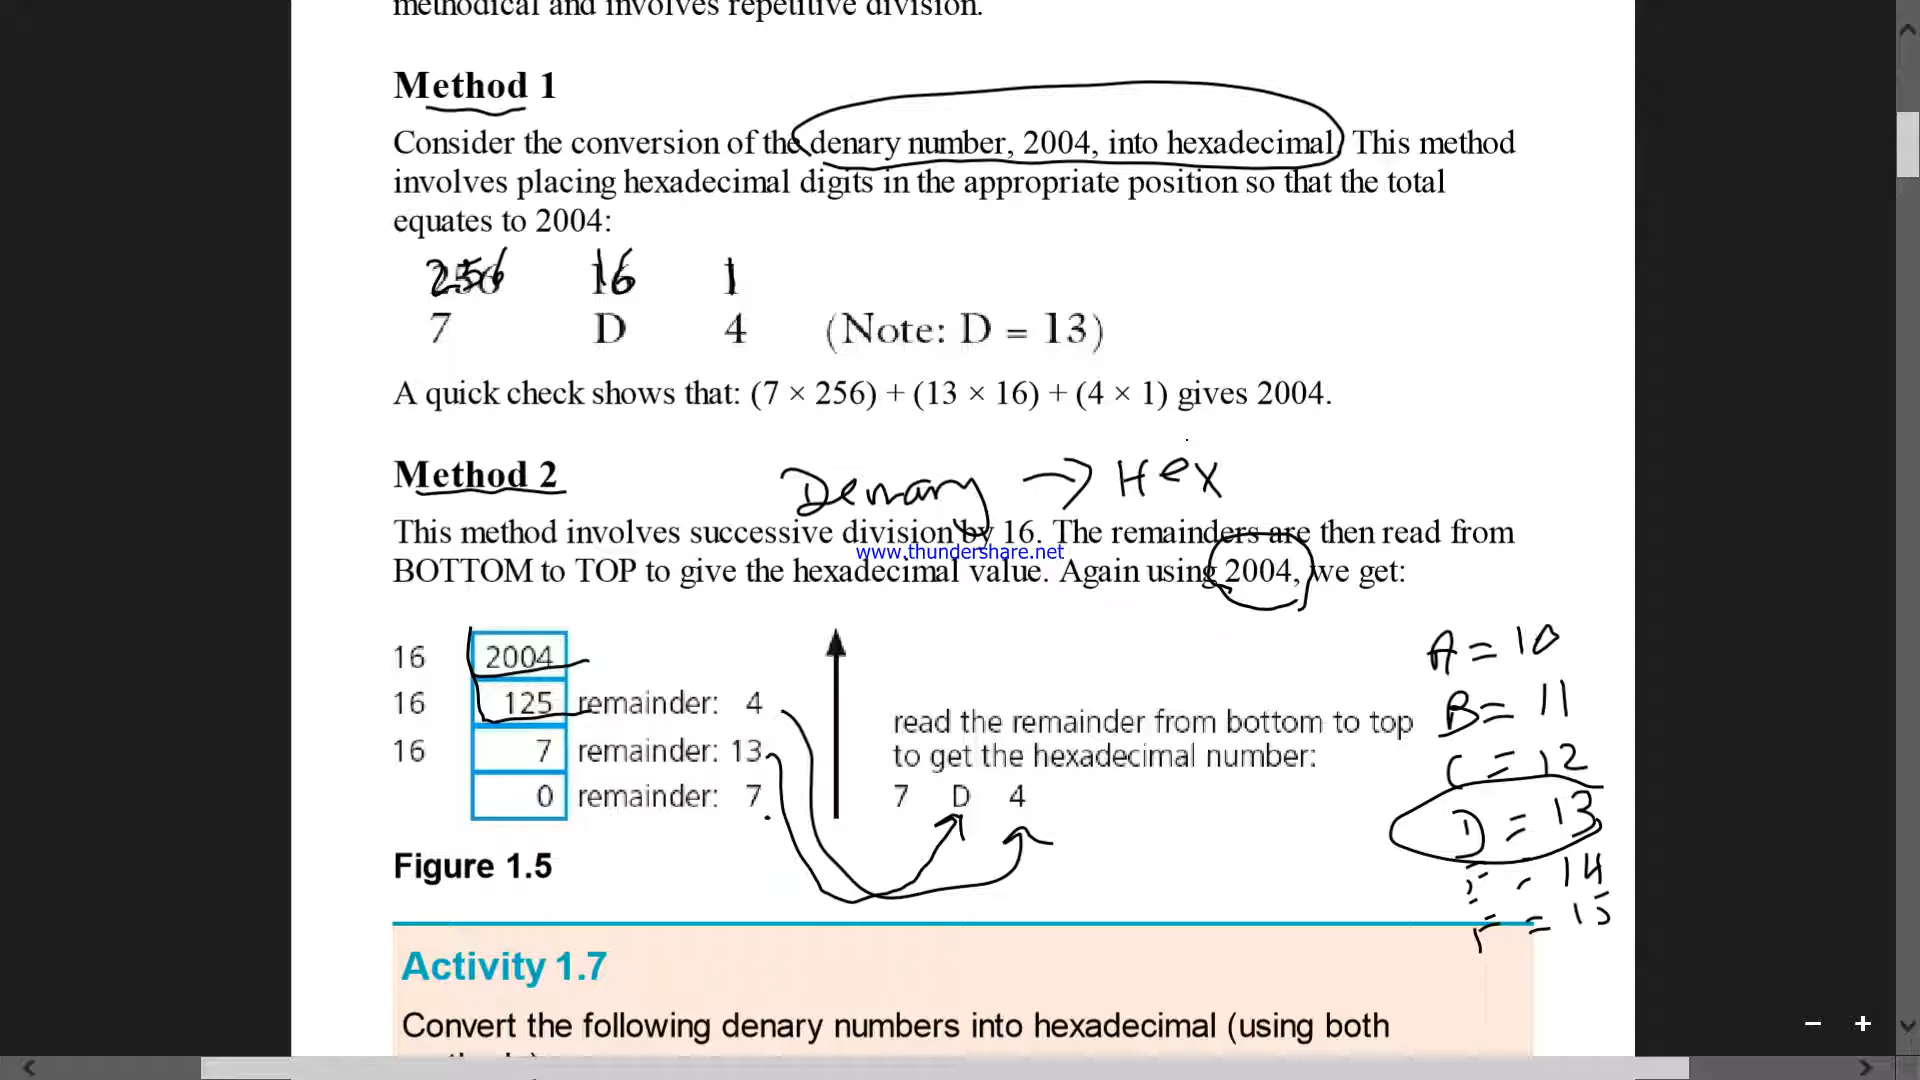 methodical and involves repetitive division.
Method 1
Consider the conversion of the denary number, 2004, into hexadecimal. This method
involves placing hexadecimal digits in the appropriate position so that the total
equates to 2004:
256 16 1
7 D 4 (Note: D = 13)
A quick check shows that: (7 × 256) + (13 × 16) + (4 × 1) gives 2004.
Method 2
Denary → Hex
This method involves successive division by 16. The remainders are then read from
www.thundershare.net
BOTTOM to TOP to give the hexadecimal value. Again using 2004, we get:
16 2004
16 125 remainder: 4
16 7 remainder: 13
0 remainder: 7
read the remainder from bottom to top
to get the hexadecimal number:
7 D 4
A = 10
B = 11
C = 12
D = 13
= 14
F = 15
Figure 1.5
Activity 1.7
Convert the following denary numbers into hexadecimal (using both